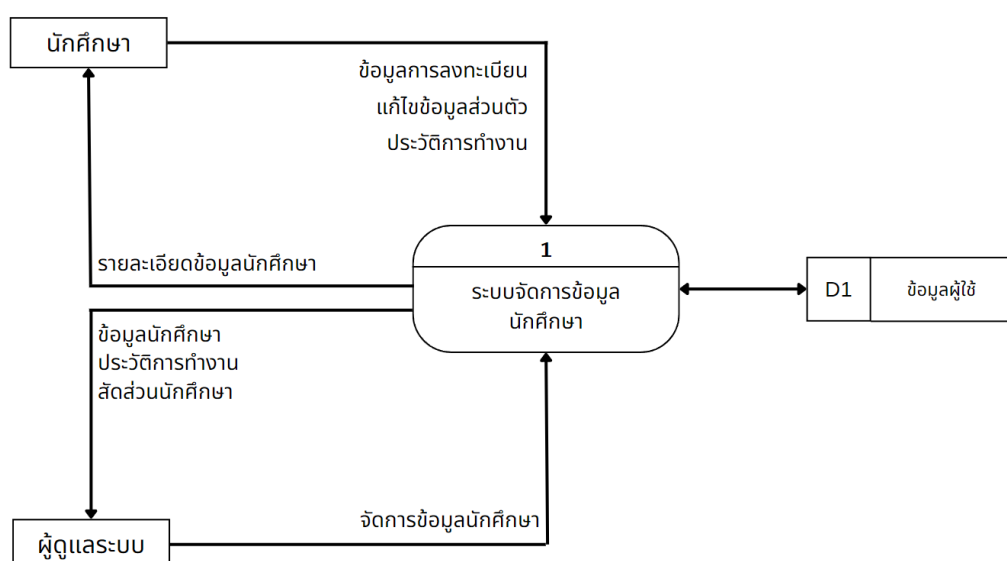 นักศึกษา
ข้อมูลการลงทะเบียน
แก้ไขข้อมูลส่วนตัว
ประวัติการทำงาน
1
ระบบจัดการข้อมูล
นักศึกษา
D1 ข้อมูลผู้ใช้
รายละเอียดข้อมูลนักศึกษา
ข้อมูลนักศึกษา
ประวัติการทำงาน
สัดส่วนนักศึกษา
จัดการข้อมูลนักศึกษา
ผู้ดูแลระบบ